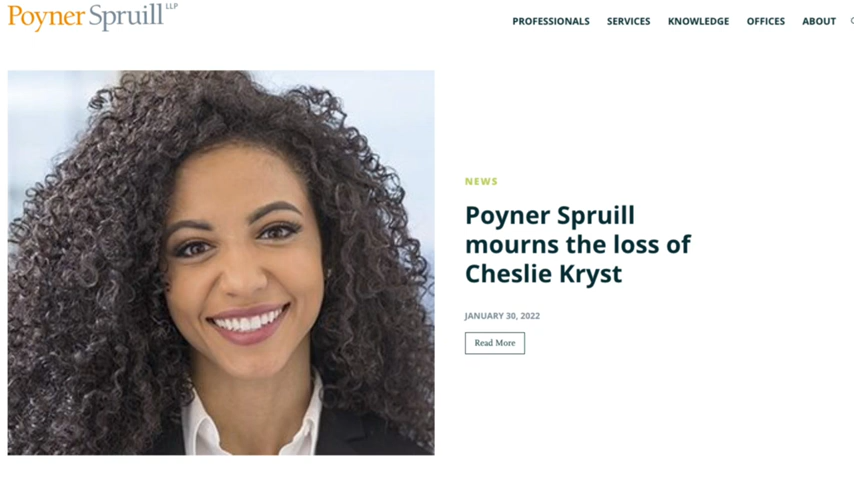 Poyner Spruill LLP
PROFESSIONALS SERVICES KNOWLEDGE OFFICES ABOUT
NEWS
Poyner Spruill
mourns the loss of
Cheslie Kryst
JANUARY 30, 2022
Read More